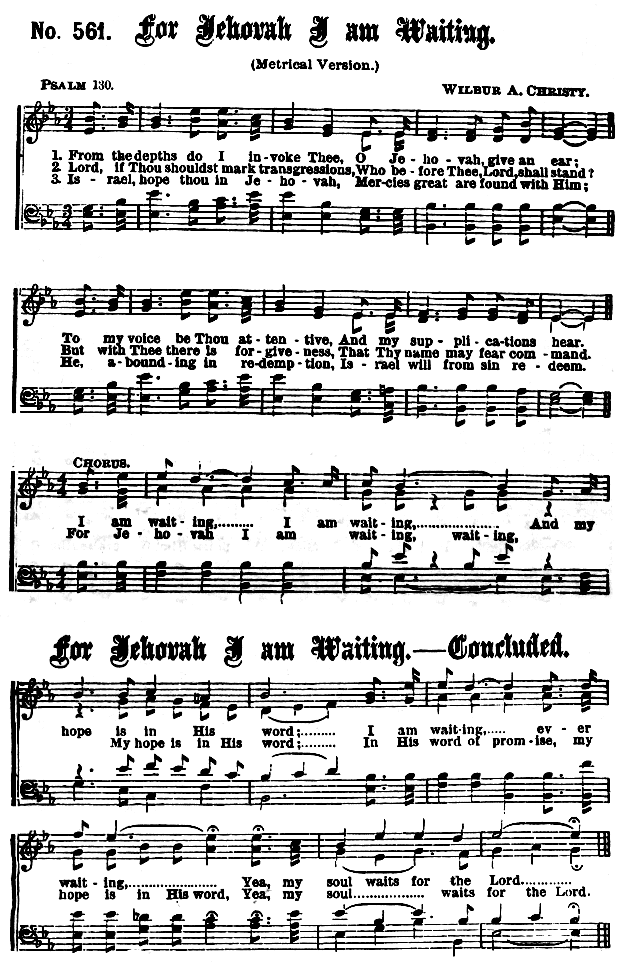 No. 561. For Jehovah I am Waiting.
(Metrical Version.)
PSALM 130. WILBUR A. CHRISTY.
1. From the depths do I in-voke Thee, O Je-ho-vah, give an ear;
2. Lord, if Thou shouldst mark transgressions, Who be-fore Thee, Lord, shall stand?
3. Is-rael, hope thou in Je-ho-vah, Mercies great are found with Him;
To my voice be Thou at-ten-tive, And my sup-pli-ca-tions hear.
But with Thee there is for-give-ness, That Thy name may fear com-mand.
He, a-bound-ing in re-demp-tion, Is-rael will from sin re-deem.
CHORUS.
I am wait-ing,......... I am wait-ing,.................... And my
For Je-ho-vah I am wait-ing, wait-ing,
For Jehovah I am Waiting.—Concluded.
hope is in His word;........ I am wait-ing,.... ev-er
My hope is in His word;........ In His word of prom-ise, my
wait-ing,..................... Yea, my soul waits for the Lord............
hope is in His word, Yea, my soul.......... waits for the Lord.